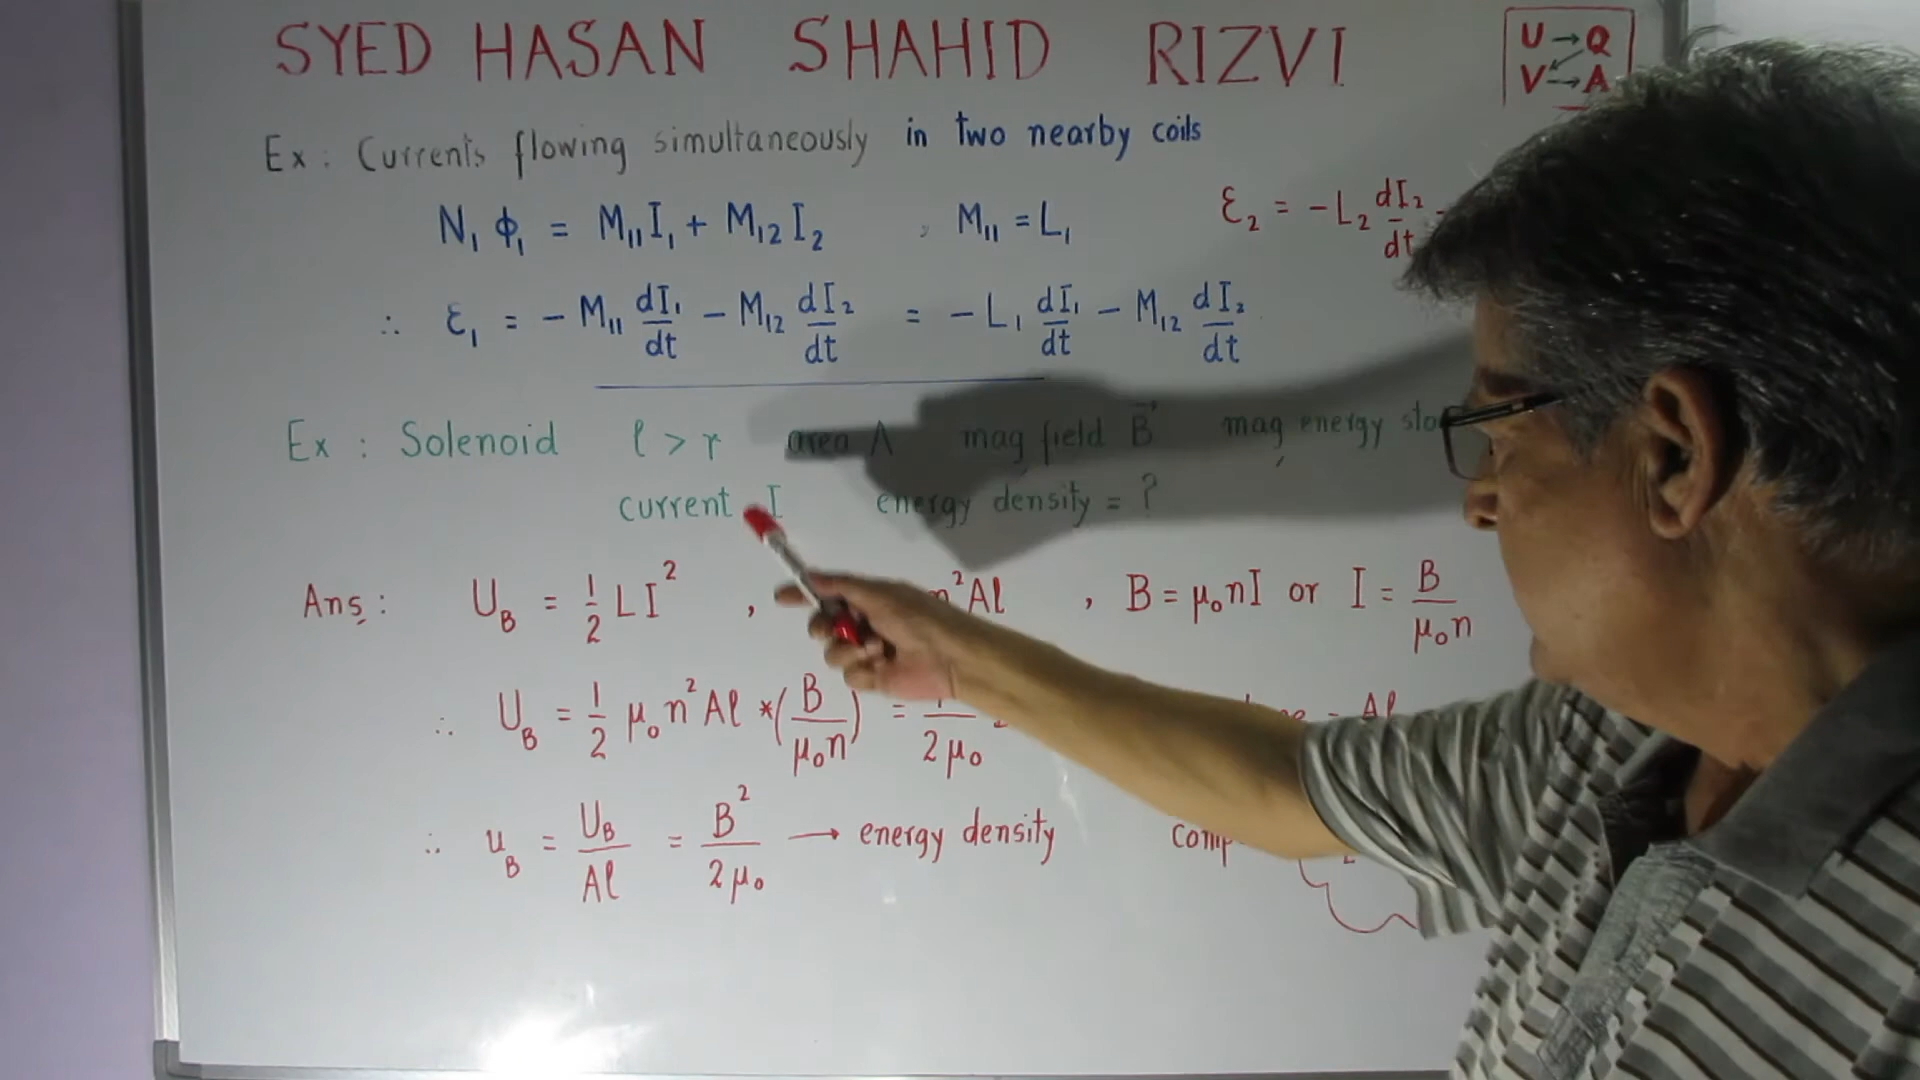 SYED HASAN SHAHID RIZVI
U → Q
V → A
Ex : Currents flowing simultaneously in two nearby coils
N₁ ϕ₁ = M₁₁I₁ + M₁₂I₂ , M₁₁ = L₁
ε₂ = -L₂ dI₂/dt
∴ ε₁ = - M₁₁ dI₁/dt - M₁₂ dI₂/dt = - L₁ dI₁/dt - M₁₂ dI₂/dt
Ex : Solenoid l > r area A mag field B⃗ mag energy
current I energy density = ?
Ans : U_B = 1/2 LI² , n²Al , B = μ₀nI or I = B/μ₀n
∴ U_B = 1/2 μ₀n²Al * (B/μ₀n) = 1/2μ₀ = Al
∴ u_B = U_B/Al = B²/2μ₀ → energy density